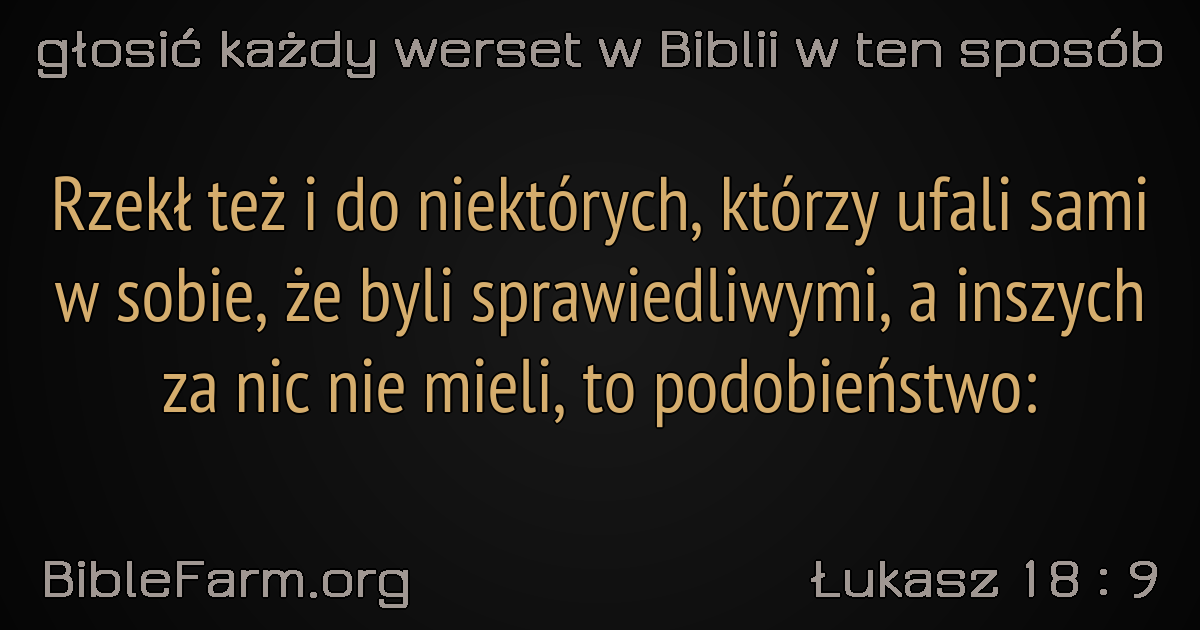 głosić każdy werset w Biblii w ten sposób
Rzekł też i do niektórych, którzy ufali sami
w sobie, że byli sprawiedliwymi, a inszych
za nic nie mieli, to podobieństwo:
BibleFarm.org
Łukasz 18 : 9